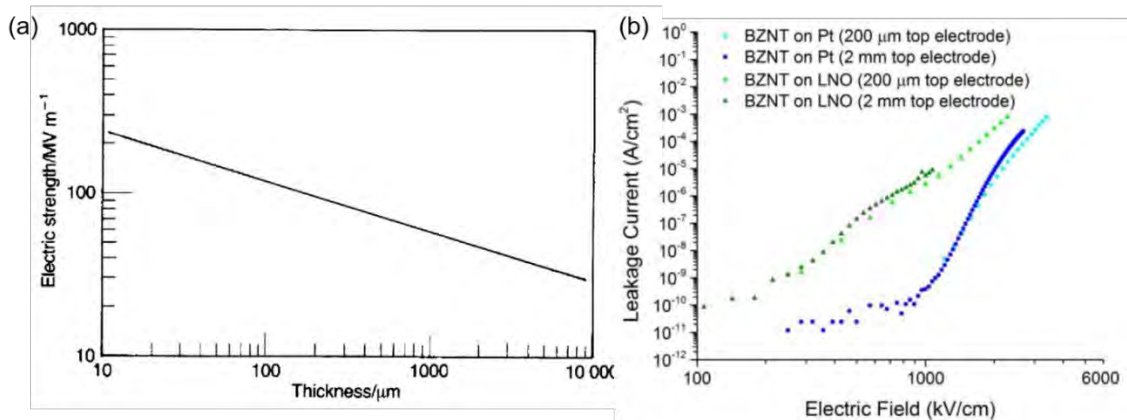 (a)
1000
100
10
Electric strength/MV m⁻¹
10
100
1000
10 000
Thickness/μm
(b)
BZNT on Pt (200 μm top electrode)
BZNT on Pt (2 mm top electrode)
BZNT on LNO (200 μm top electrode)
BZNT on LNO (2 mm top electrode)
10⁰
10⁻¹
10⁻²
10⁻³
10⁻⁴
10⁻⁵
10⁻⁶
10⁻⁷
10⁻⁸
10⁻⁹
10⁻¹⁰
10⁻¹¹
10⁻¹²
Leakage Current (A/cm²)
100
1000
6000
Electric Field (kV/cm)